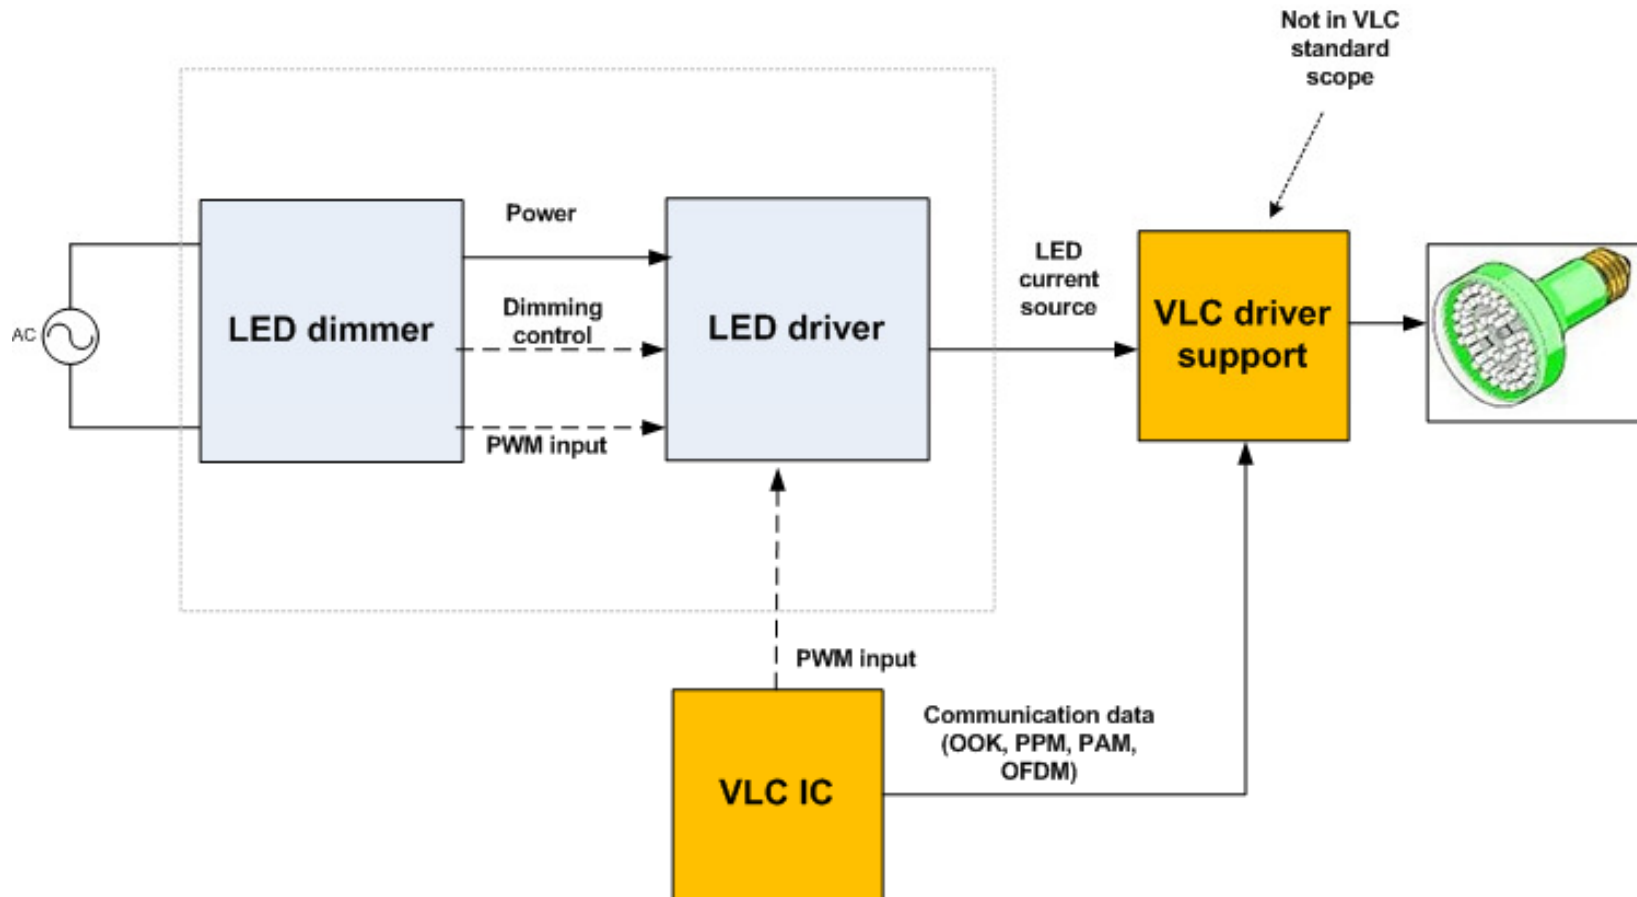 Not in VLC
standard
scope
Power
LED
current
source
AC
LED dimmer
Dimming
control
LED driver
VLC driver
support
PWM input
PWM input
Communication data
(OOK, PPM, PAM,
OFDM)
VLC IC